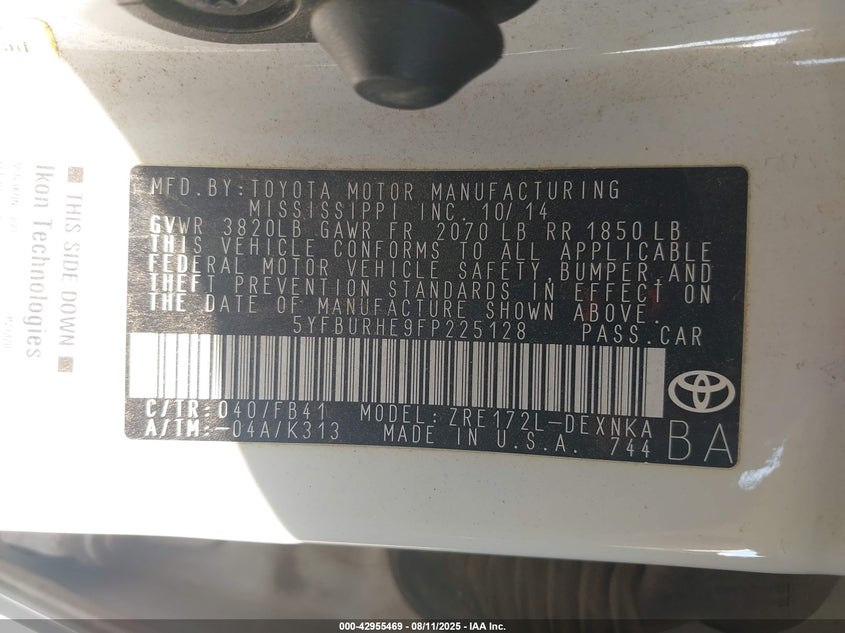 MFD. BY: TOYOTA MOTOR MANUFACTURING
MISSISSIPPI INC. 10/14
GVWR 3820LB GAWR FR 2070 LB RR 1850 LB
THIS VEHICLE CONFORMS TO ALL APPLICABLE
FEDERAL MOTOR VEHICLE SAFETY, BUMPER, AND
THEFT PREVENTION STANDARDS IN EFFECT ON
THE DATE OF MANUFACTURE SHOWN ABOVE.
5YFBURHE9FP225128 PASS. CAR
C/TR: 040/FB41 MODEL: ZRE172L-DEXNKA
A/TM: -04A/K313 MADE IN U.S.A. 744 BA
THIS SIDE DOWN
Ikon Technologies
000-42955469 - 08/11/2025 - IAA Inc.